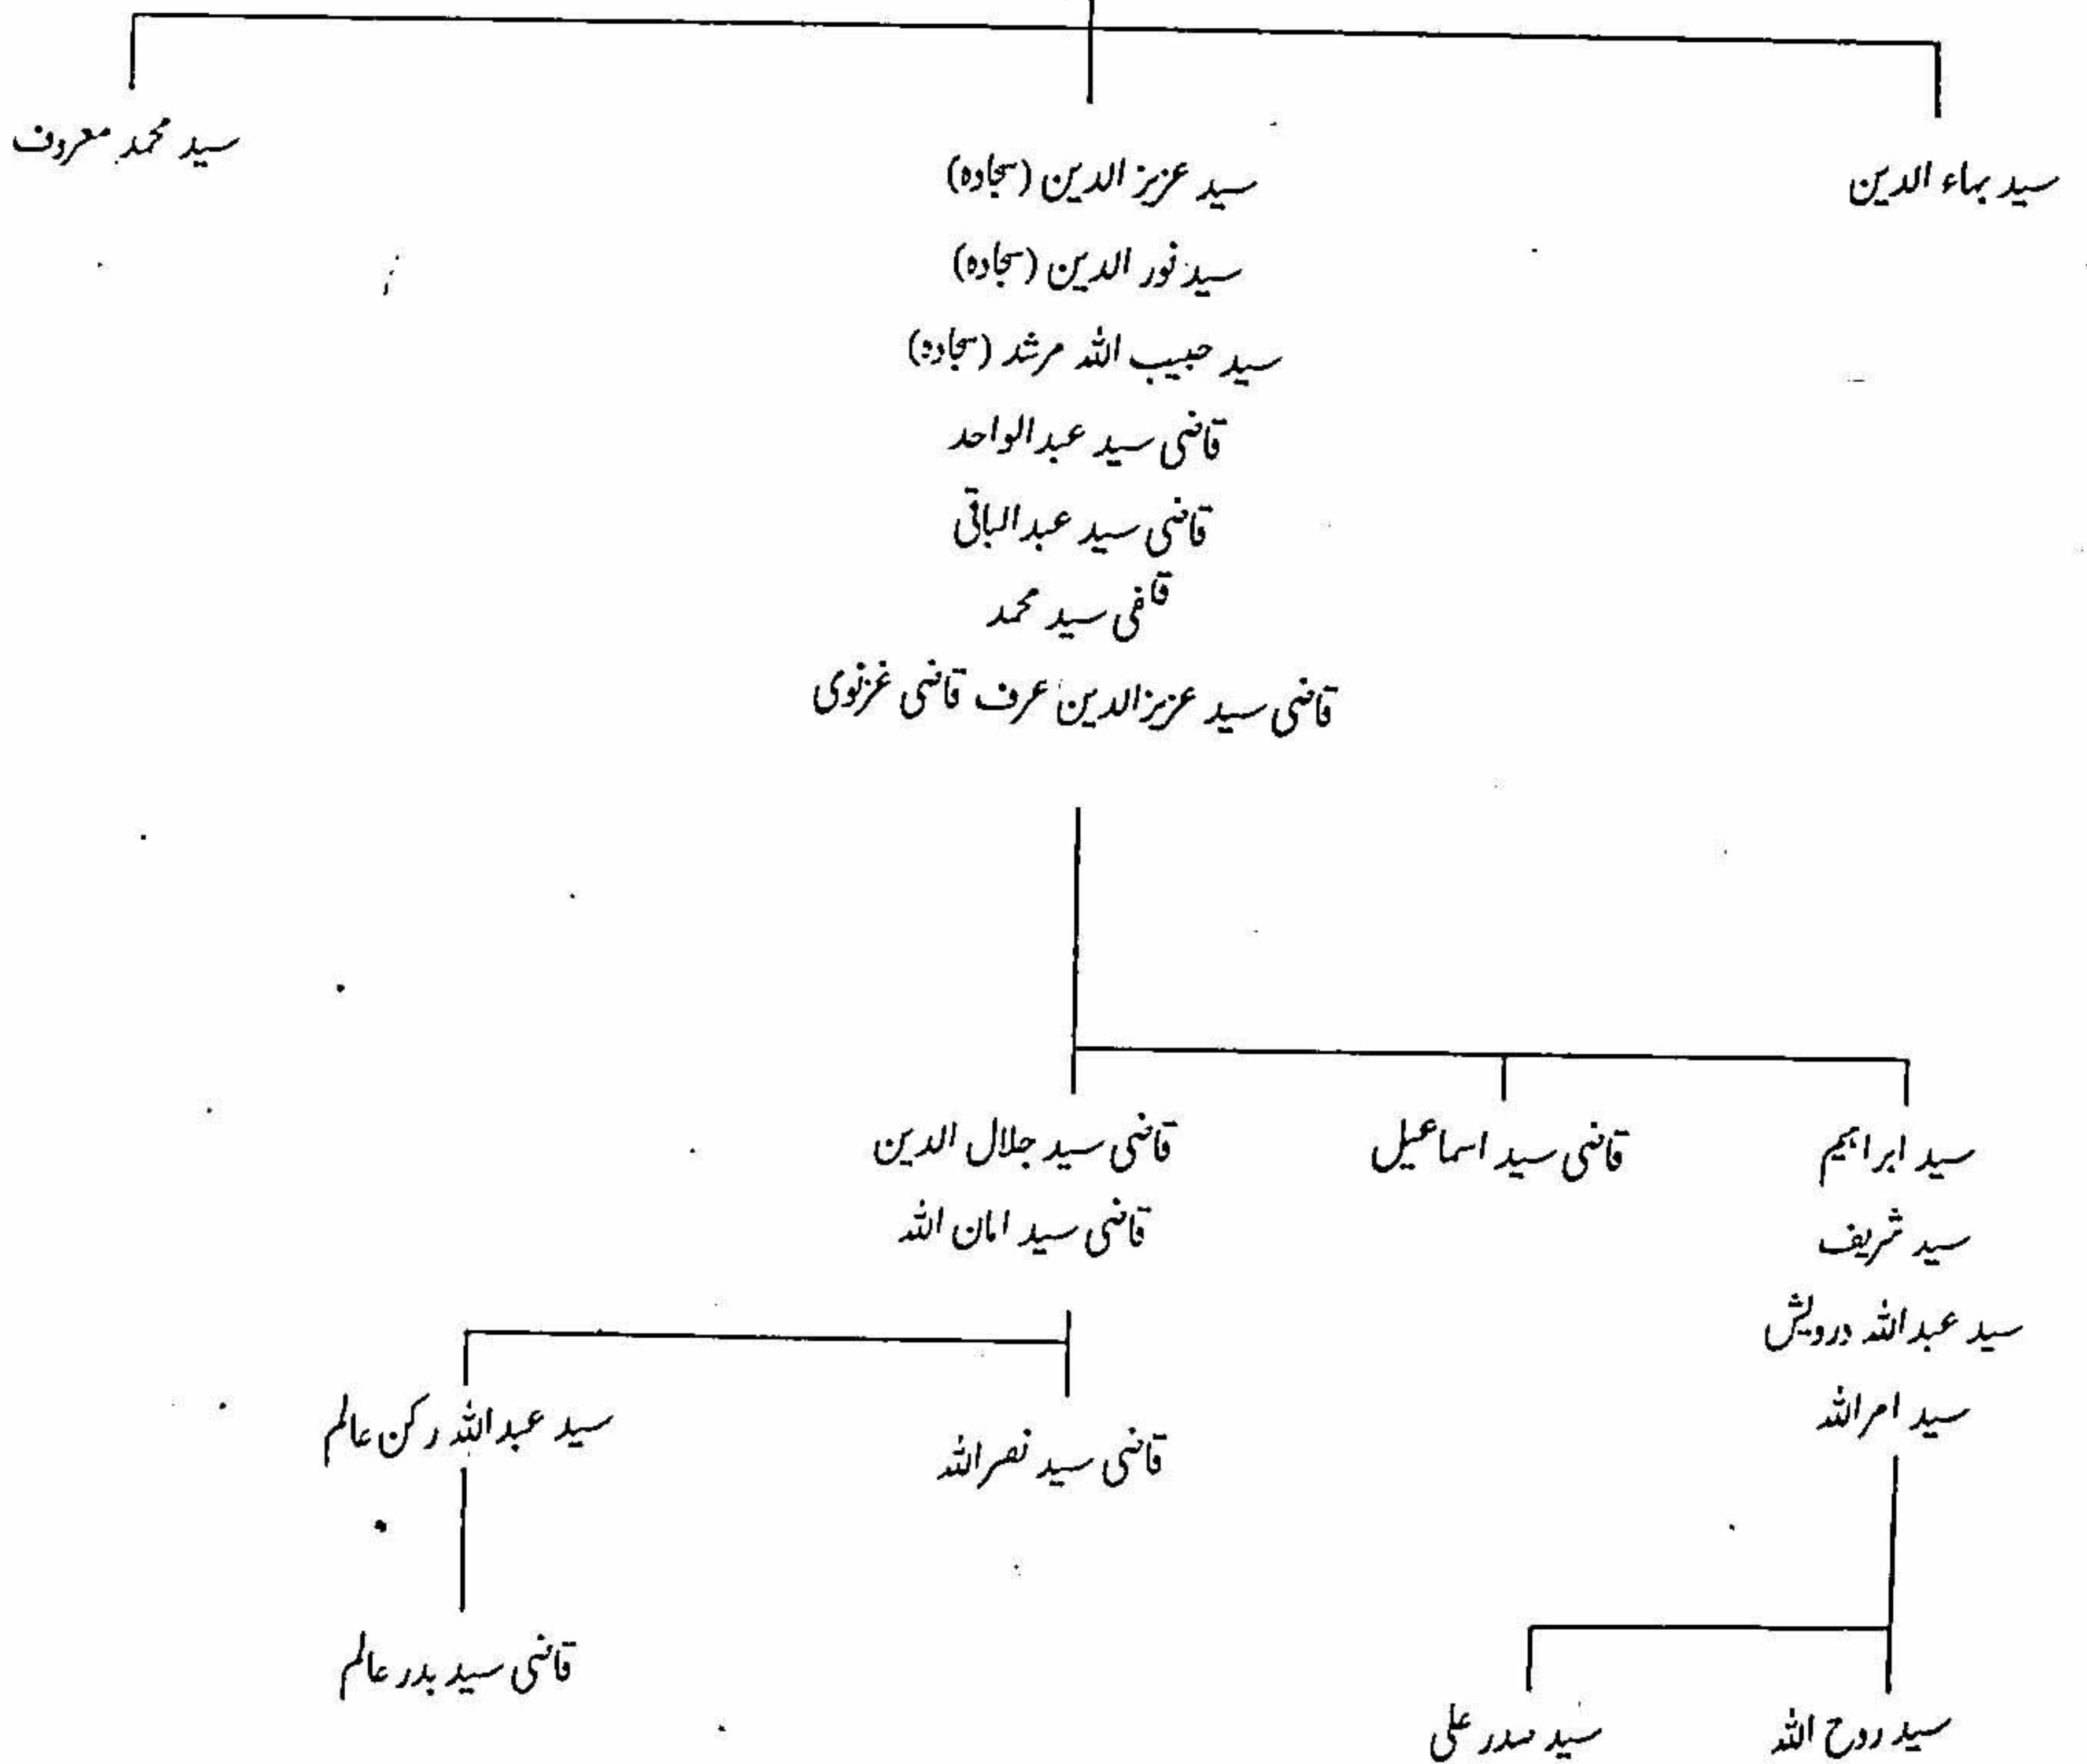 سید بہاء الدین
سید عزیز الدین (سجادہ)
سید محمد معروف
سید نور الدین (سجادہ)
سید حبیب اللہ مرشد (سجادہ)
قاضی سید عبدالواحد
قاضی سید عبدالباقی
قاضی سید محمد
قاضی سید عزیزالدین عرف قاضی غزنوی
سید ابراہیم
قاضی سید اسماعیل
قاضی سید جلال الدین
سید شریف
قاضی سید امان اللہ
سید عبداللہ درویش
سید امراللہ
قاضی سید نصراللہ
سید عبداللہ رکن عالم
قاضی سید بدر عالم
سید روح اللہ
سید صدر علی